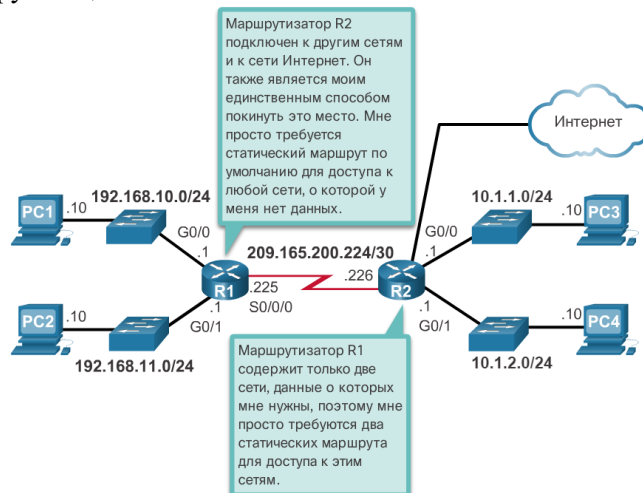 Маршрутизатор R2
подключен к другим сетям
и к сети Интернет. Он
также является моим
единственным способом
покинуть это место. Мне
просто требуется
статический маршрут по
умолчанию для доступа к
любой сети, о которой у
меня нет данных.
Интернет
PC1
.10
192.168.10.0/24
G0/0
.1
209.165.200.224/30
10.1.1.0/24
G0/0
.1
.10
PC3
R1
.225
S0/0/0
.226
R2
PC2
.10
.1
G0/1
192.168.11.0/24
.1
G0/1
.10
PC4
10.1.2.0/24
Маршрутизатор R1
содержит только две
сети, данные о которых
мне нужны, поэтому мне
просто требуются два
статических маршрута
для доступа к этим
сетям.